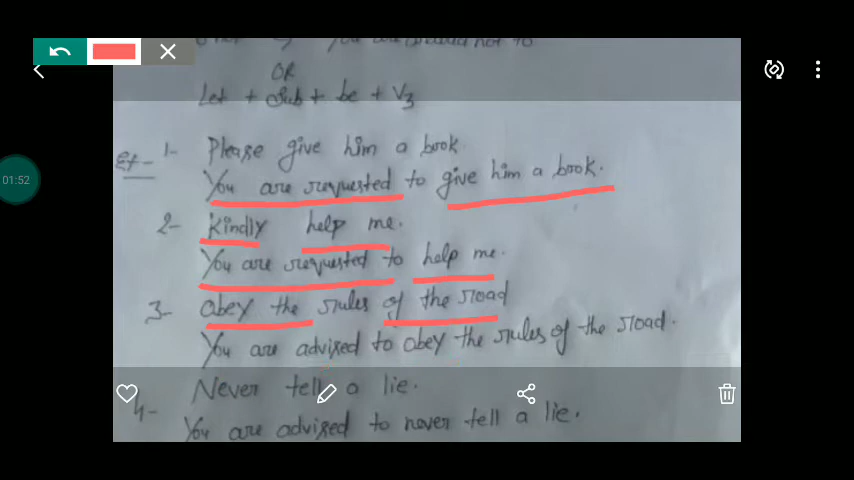 OR
Let + Sub + be + V3
Ex- 1- Please give him a book.
You are requested to give him a book.
2- Kindly help me.
You are requested to help me.
3- Obey the rules of the road
You are advised to obey the rules of the road.
4- Never tell a lie.
You are advised to never tell a lie.
01:52